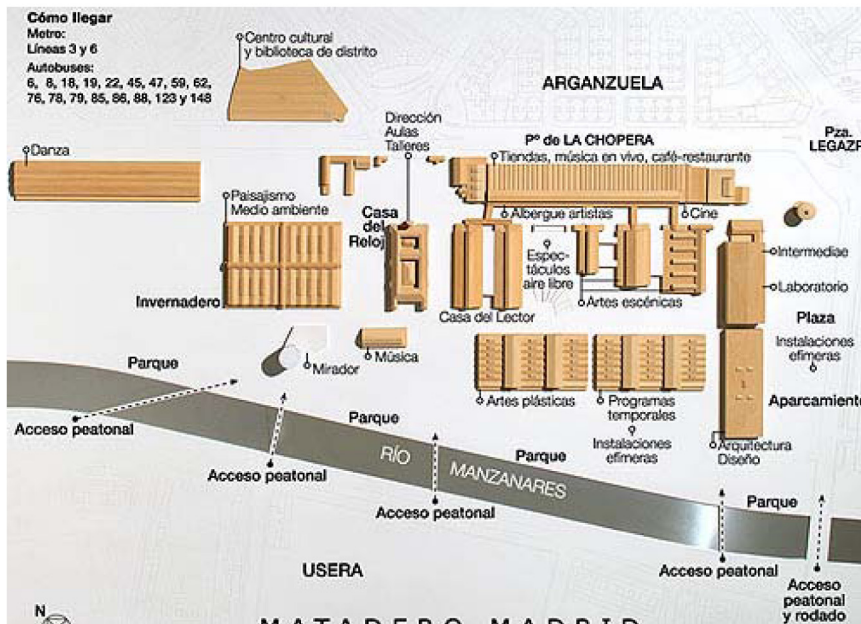 Cómo llegar
Metro:
Líneas 3 y 6
Autobuses:
6, 8, 18, 19, 22, 45, 47, 59, 62,
76, 78, 79, 85, 86, 88, 123 y 148
Centro cultural
y biblioteca de distrito
ARGANZUELA
Dirección
Aulas
Talleres
Pº de LA CHOPERA
Pza.
LEGAZPI
Danza
Tiendas, música en vivo, café-restaurante
Paisajismo
Medio ambiente
Casa
del
Reloj
Albergue artistas
Cine
Espec-
táculos
aire libre
Intermediae
Laboratorio
Invernadero
Casa del Lector
Artes escénicas
Plaza
Instalaciones
efímeras
Parque
Mirador
Música
Artes plásticas
Programas
temporales
Instalaciones
efímeras
Aparcamiento
Acceso peatonal
Parque
Arquitectura
Diseño
Acceso peatonal
RÍO
MANZANARES
Parque
Acceso peatonal
Parque
USERA
Acceso peatonal
Acceso
peatonal
y rodado
N
MATADERO MADRID